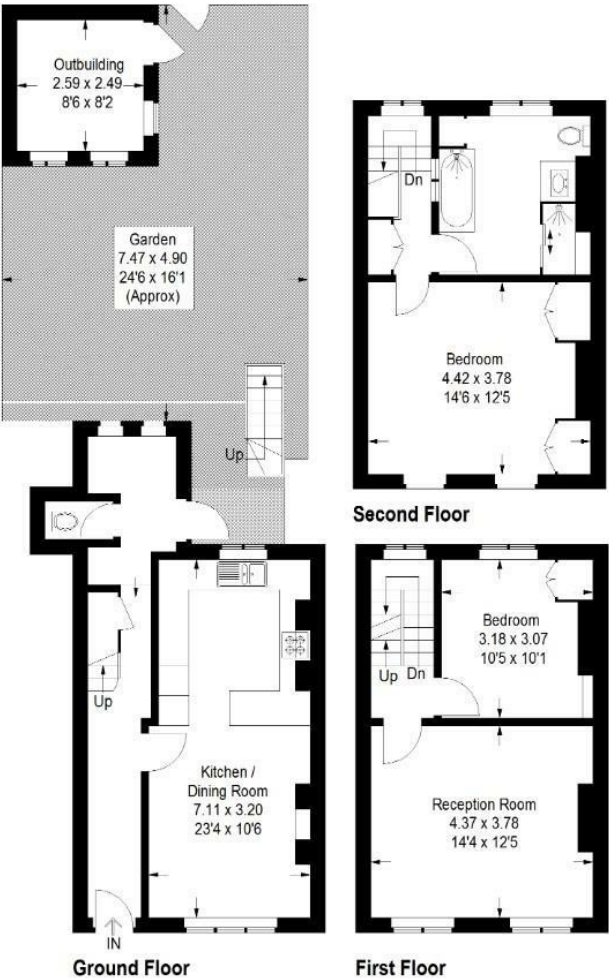 Outbuilding
2.59 x 2.49
8'6 x 8'2
Garden
7.47 x 4.90
24'6 x 16'1
(Approx)
Up
Up
Kitchen /
Dining Room
7.11 x 3.20
23'4 x 10'6
IN
Ground Floor
Dn
Bedroom
4.42 x 3.78
14'6 x 12'5
Second Floor
Bedroom
3.18 x 3.07
10'5 x 10'1
Up Dn
Reception Room
4.37 x 3.78
14'4 x 12'5
First Floor